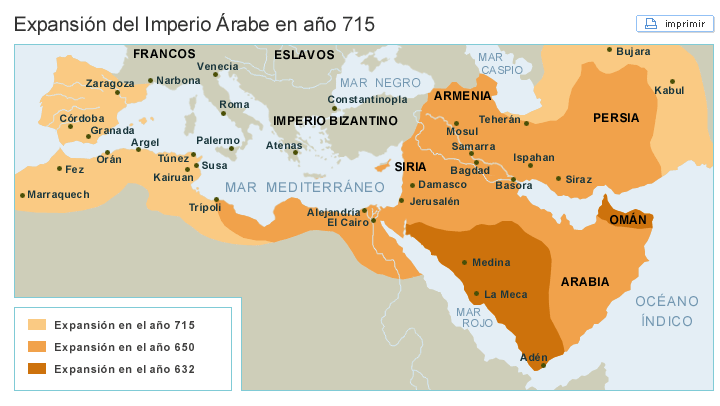 Expansión del Imperio Árabe en año 715
imprimir
FRANCOS
ESLAVOS
MAR
CASPIO
Bujara
Venecia
Zaragoza
Narbona
MAR NEGRO
Kabul
Constantinopla
ARMENIA
Roma
Córdoba
Granada
IMPERIO BIZANTINO
Teherán
PERSIA
Mosul
Argel
Palermo
Atenas
Samarra
Orán
Túnez
Fez
Susa
SIRIA
Bagdad
Ispahan
Kairuan
MAR MEDITERRÁNEO
Damasco
Basora
Siraz
Marraquech
Jerusalén
Trípoli
Alejandría
El Cairo
OMÁN
Medina
ARABIA
La Meca
OCÉANO
ÍNDICO
MAR
ROJO
Adén
Expansión en el año 715
Expansión en el año 650
Expansión en el año 632